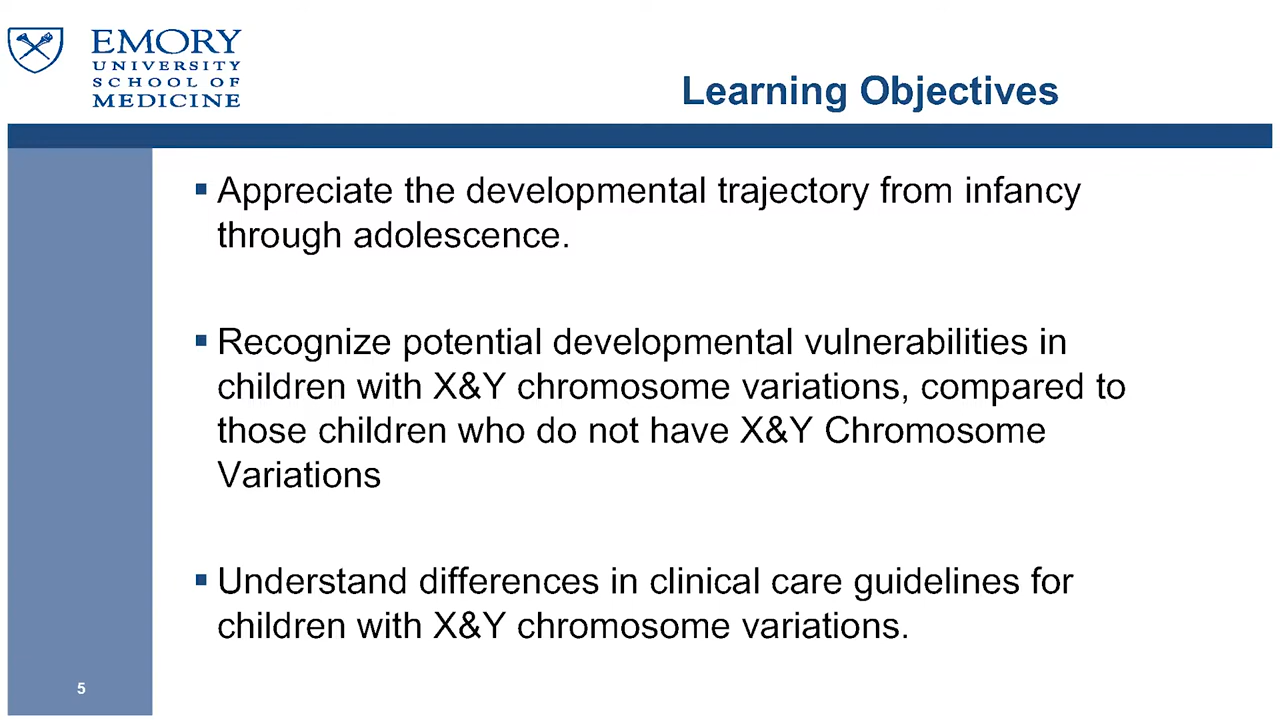 EMORY
UNIVERSITY
SCHOOL OF
MEDICINE
Learning Objectives
▪ Appreciate the developmental trajectory from infancy
through adolescence.
▪ Recognize potential developmental vulnerabilities in
children with X&Y chromosome variations, compared to
those children who do not have X&Y Chromosome
Variations
▪ Understand differences in clinical care guidelines for
children with X&Y chromosome variations.
5